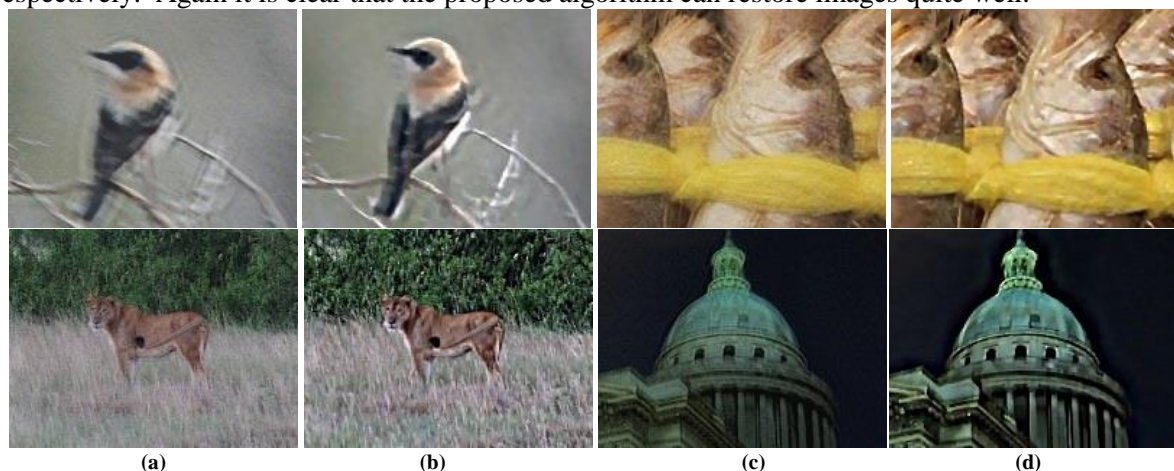 espectively. Again it is clear that the proposed algorithm can restore images quite well.
(a) (b) (c) (d)